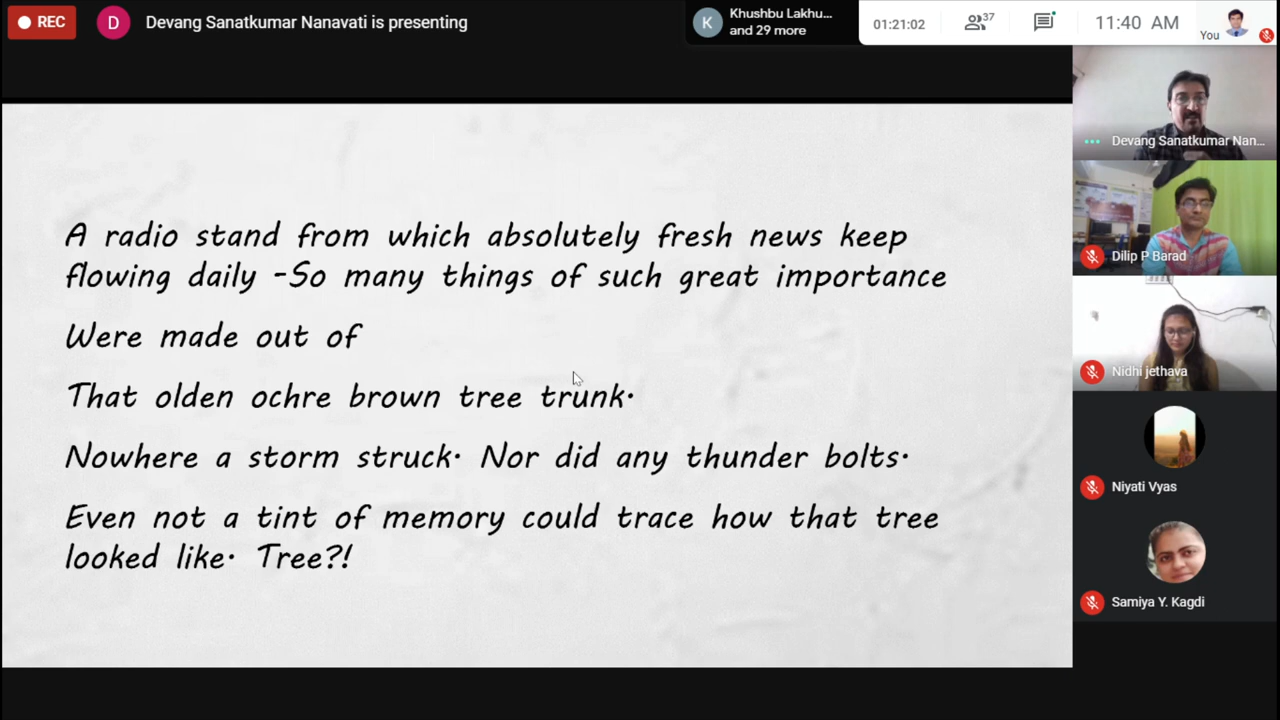 REC
D
Devang Sanatkumar Nanavati is presenting
K
Khushbu Lakhu...
and 29 more
01:21:02
37
11:40 AM
You
A radio stand from which absolutely fresh news keep
flowing daily -So many things of such great importance
Were made out of
That olden ochre brown tree trunk.
Nowhere a storm struck. Nor did any thunder bolts.
Even not a tint of memory could trace how that tree
looked like. Tree?!
Devang Sanatkumar Nan...
Dilip P Barad
Nidhi jethava
Niyati Vyas
Samiya Y. Kagdi